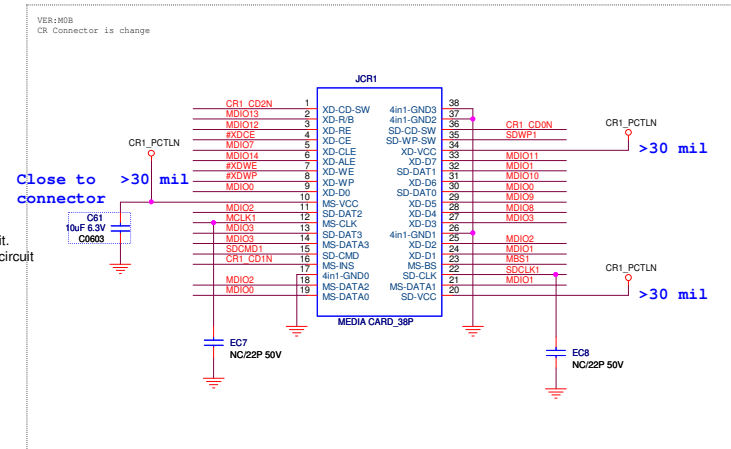 VER:M0B
CR Connector is change
JCR1
CR1_CD2N 1 XD-CD-SW 4in1-GND3 38
MDIO13 2 XD-R/B 4in1-GND2 37
MDIO12 3 XD-RE SD-CD-SW 36 CR1_CD0N
#XDCE 4 XD-CE SD-WP-SW 35 SDWP1
MDIO7 5 XD-CLE XD-VCC 34
MDIO14 6 XD-ALE XD-D7 33 MDIO11
#XDWE 7 XD-WE SD-DAT1 32 MDIO1
#XDWP 8 XD-WP XD-D6 31 MDIO10
MDIO0 9 XD-D0 SD-DAT0 30 MDIO0
10 MS-VCC XD-D5 29 MDIO9
MDIO2 11 SD-DAT2 XD-D4 28 MDIO8
MCLK1 12 MS-CLK XD-D3 27 MDIO3
MDIO3 13 SD-DAT3 4in1-GND1 26
MDIO3 14 MS-DATA3 XD-D2 25 MDIO2
SDCMD1 15 SD-CMD XD-D1 24 MDIO1
CR1_CD1N 16 MS-INS MS-BS 23 MBS1
17 4in1-GND0 SD-CLK 22 SDCLK1
MDIO2 18 MS-DATA2 MS-DATA1 21 MDIO1
MDIO0 19 MS-DATA0 SD-VCC 20
MEDIA CARD_38P
CR1_PCTLN
>30 mil
Close to
connector
C61
10uF 6.3V
C0603
it.
circuit
CR1_PCTLN
>30 mil
CR1_PCTLN
>30 mil
EC7
NC/22P 50V
EC8
NC/22P 50V